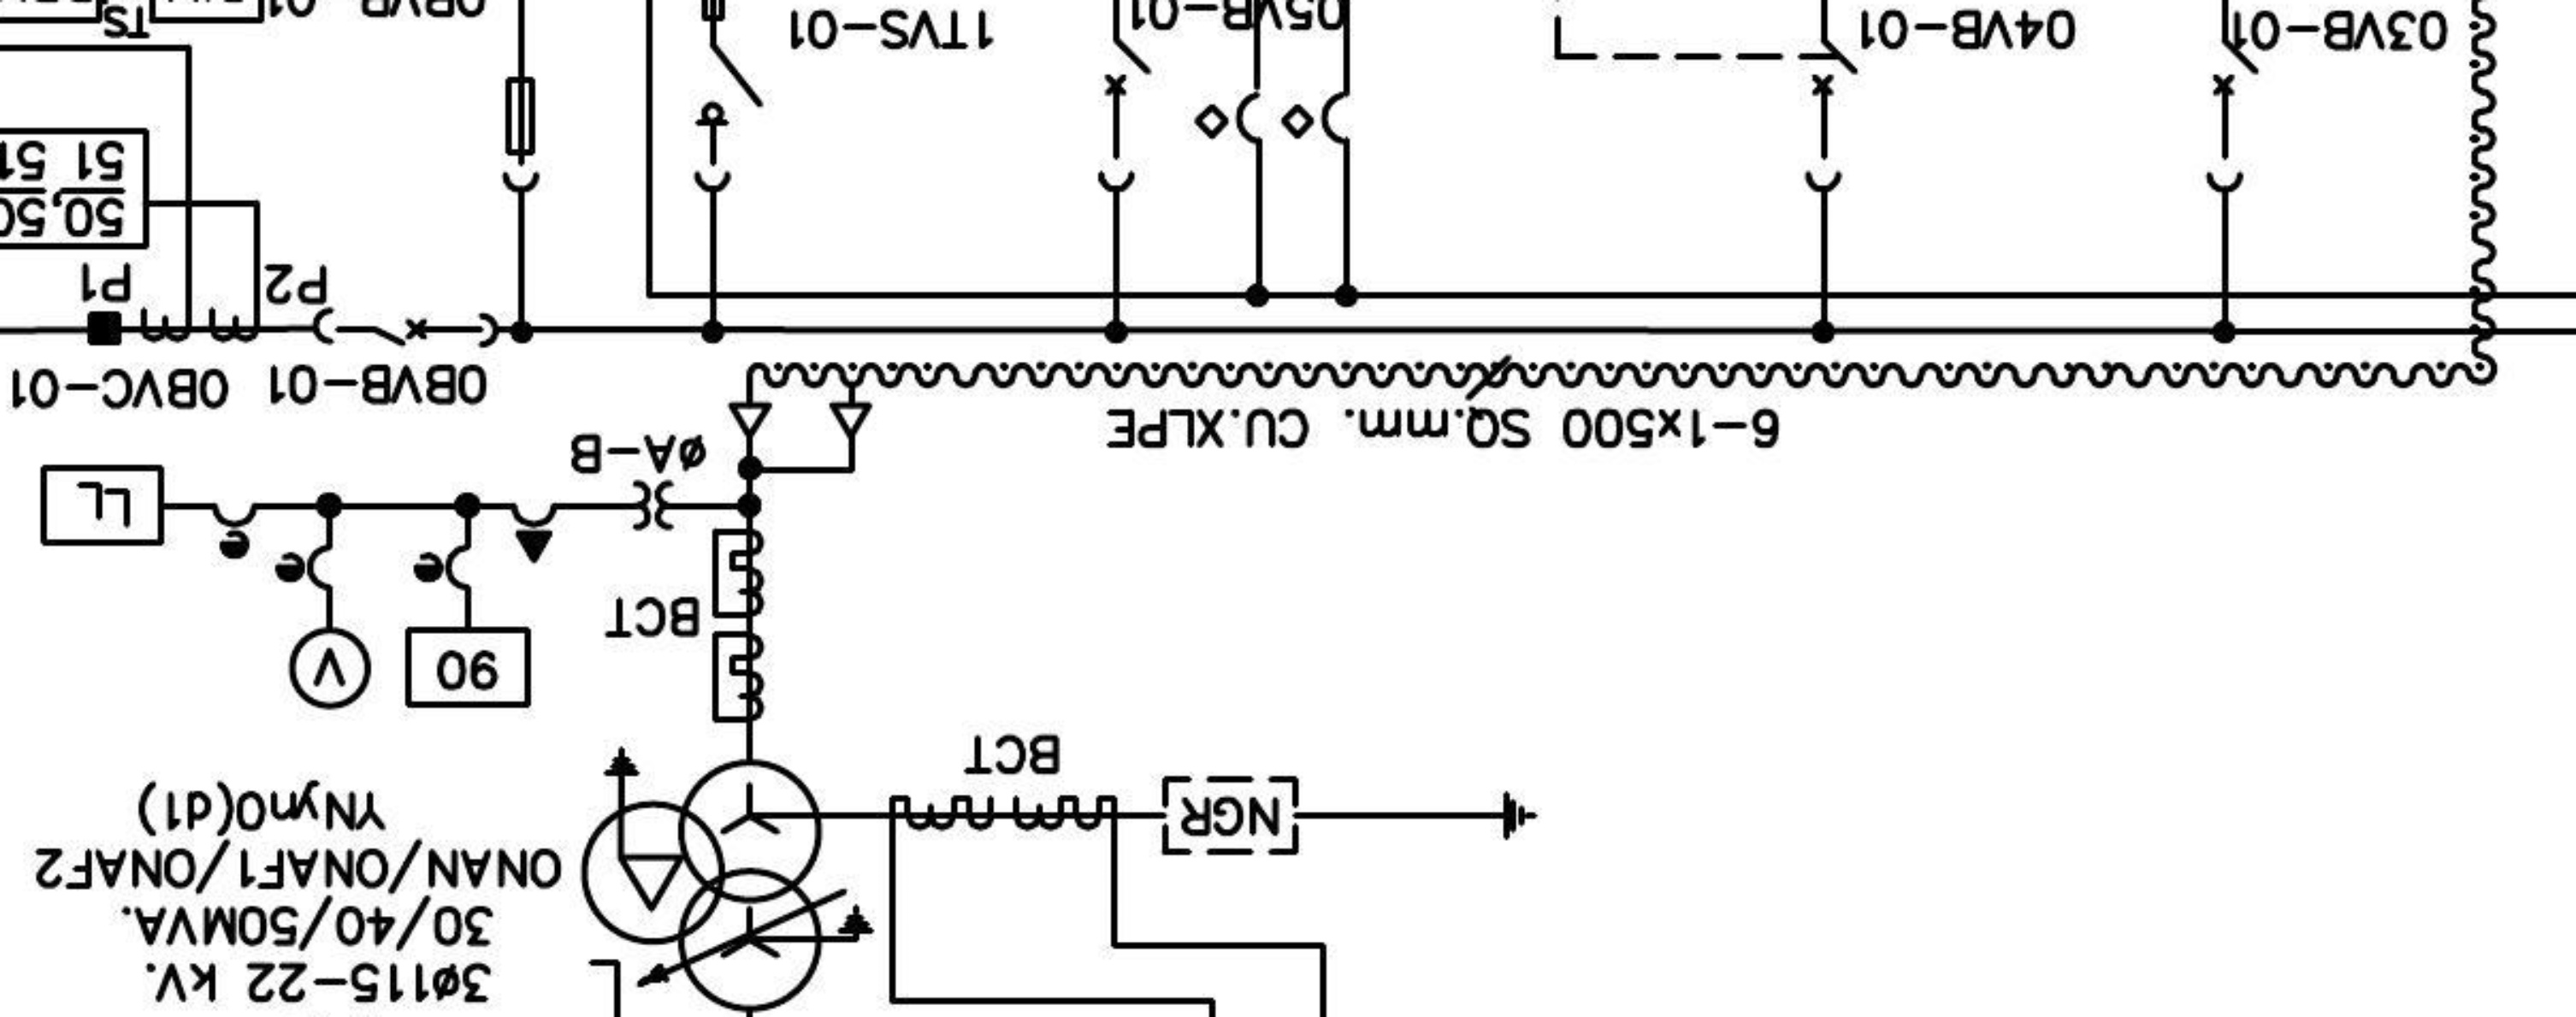 3ø115-22 kV.
30/40/50MVA.
ONAN/ONAF1/ONAF2
YNyn0(d1)
NGR
BCT
90
V
BCT
LL
øA-B
6-1x500 SQ.mm. CU.XLPE
0BVB-01
0BVC-01
P2
P1
50,50
51 51
03VB-01
04VB-01
05VB-01
1TVS-01
0BVB-01
TS